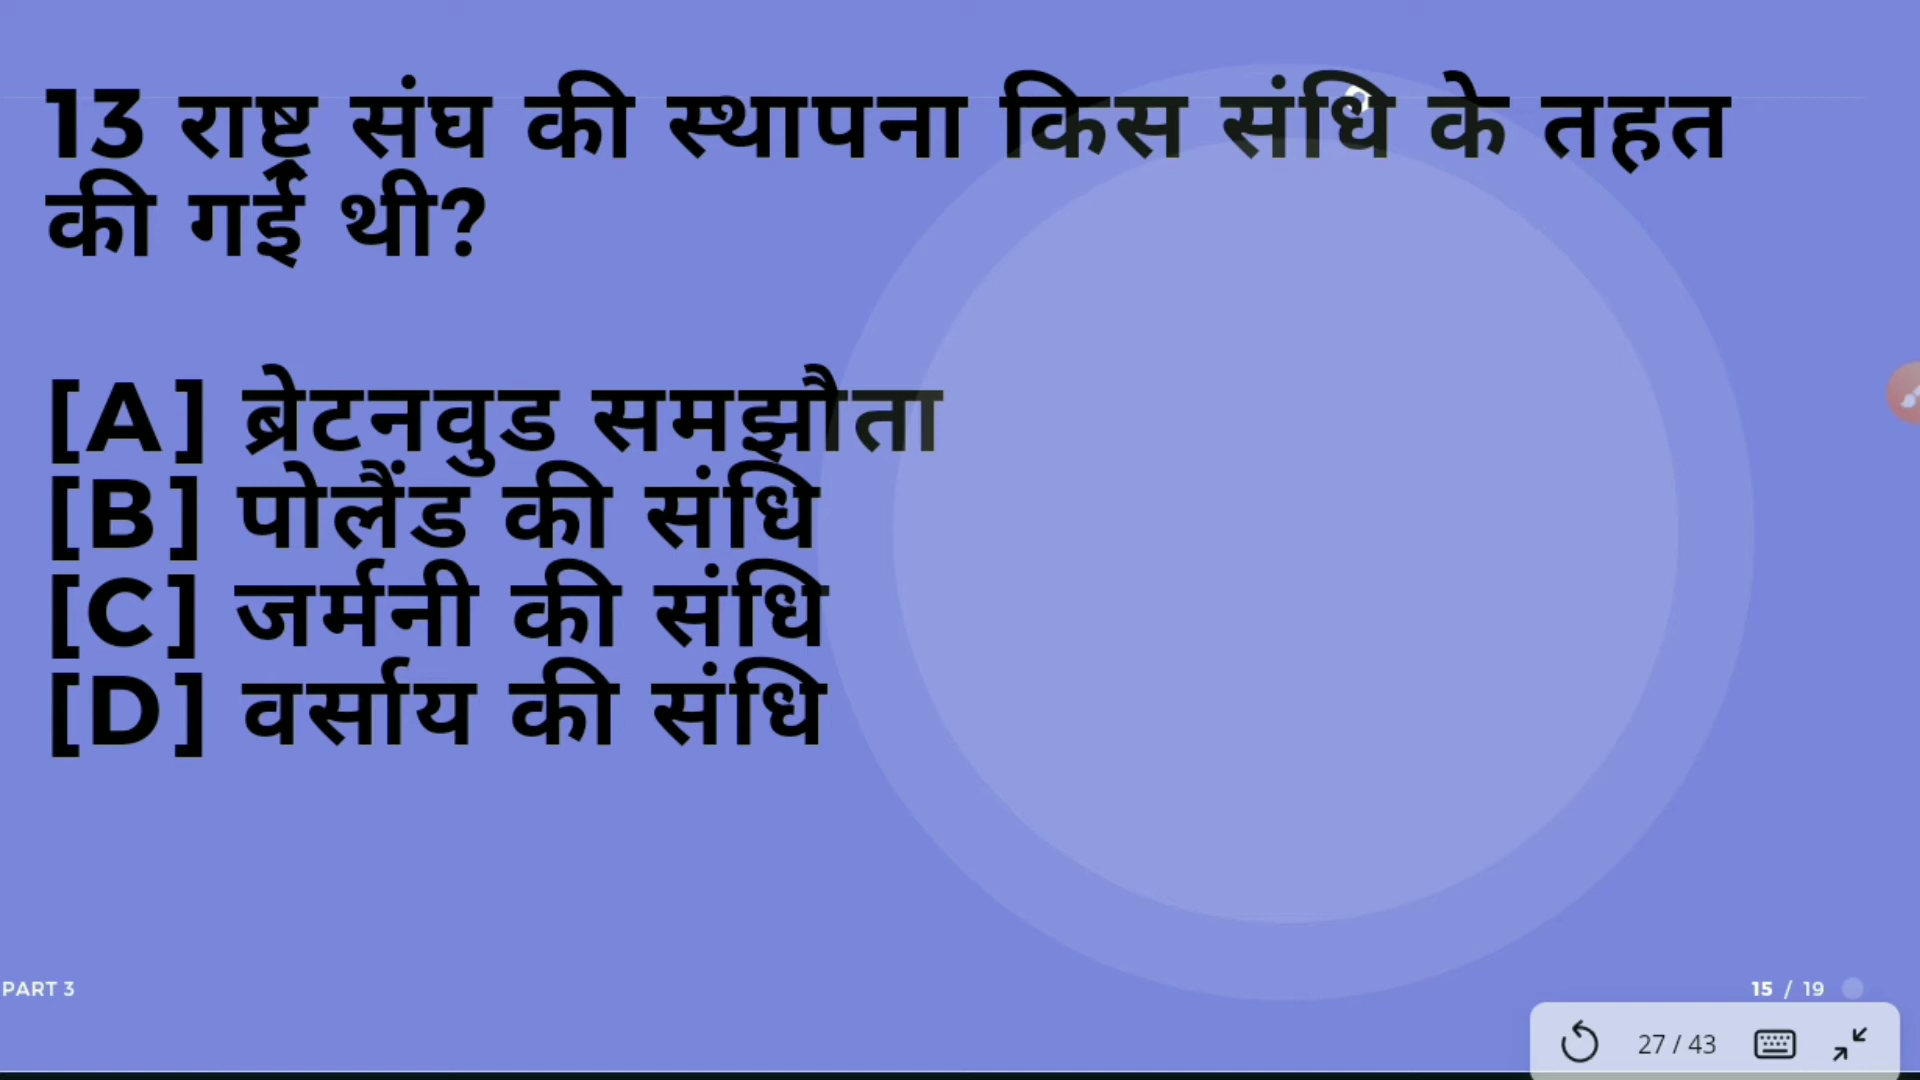 13 राष्ट्र संघ की स्थापना किस संधि के तहत
की गई थी?
[A] ब्रेटनवुड समझौता
[B] पोलैंड की संधि
[C] जर्मनी की संधि
[D] वर्साय की संधि
PART 3
15 / 19
27 / 43